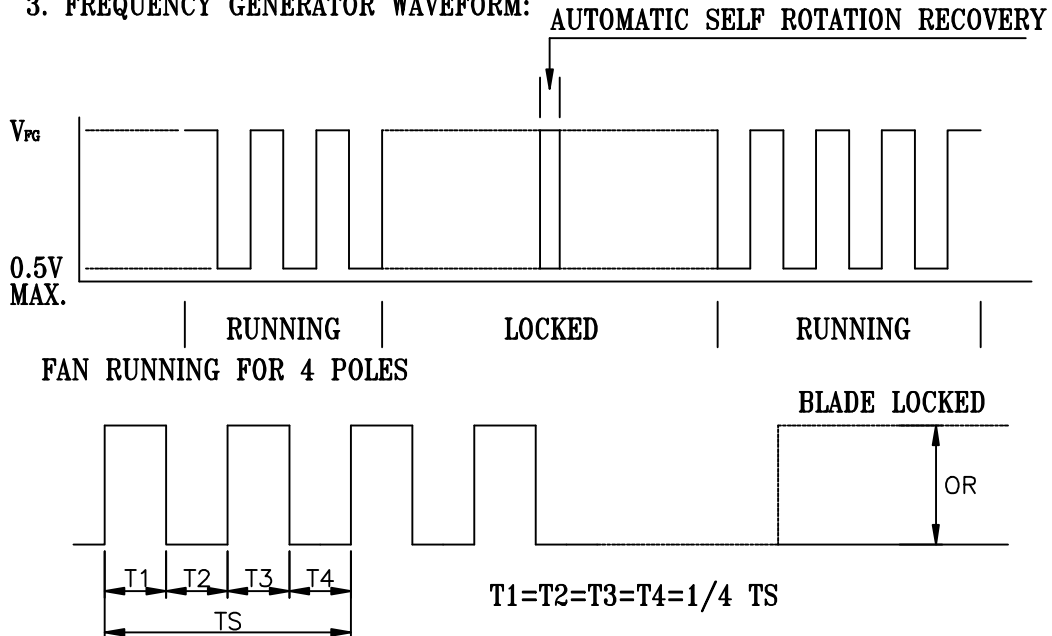 3. FREQUENCY GENERATOR WAVEFORM:
AUTOMATIC SELF ROTATION RECOVERY
VFG
0.5V
MAX.
RUNNING
LOCKED
RUNNING
FAN RUNNING FOR 4 POLES
BLADE LOCKED
OR
T1 T2 T3 T4
T1=T2=T3=T4=1/4 TS
TS